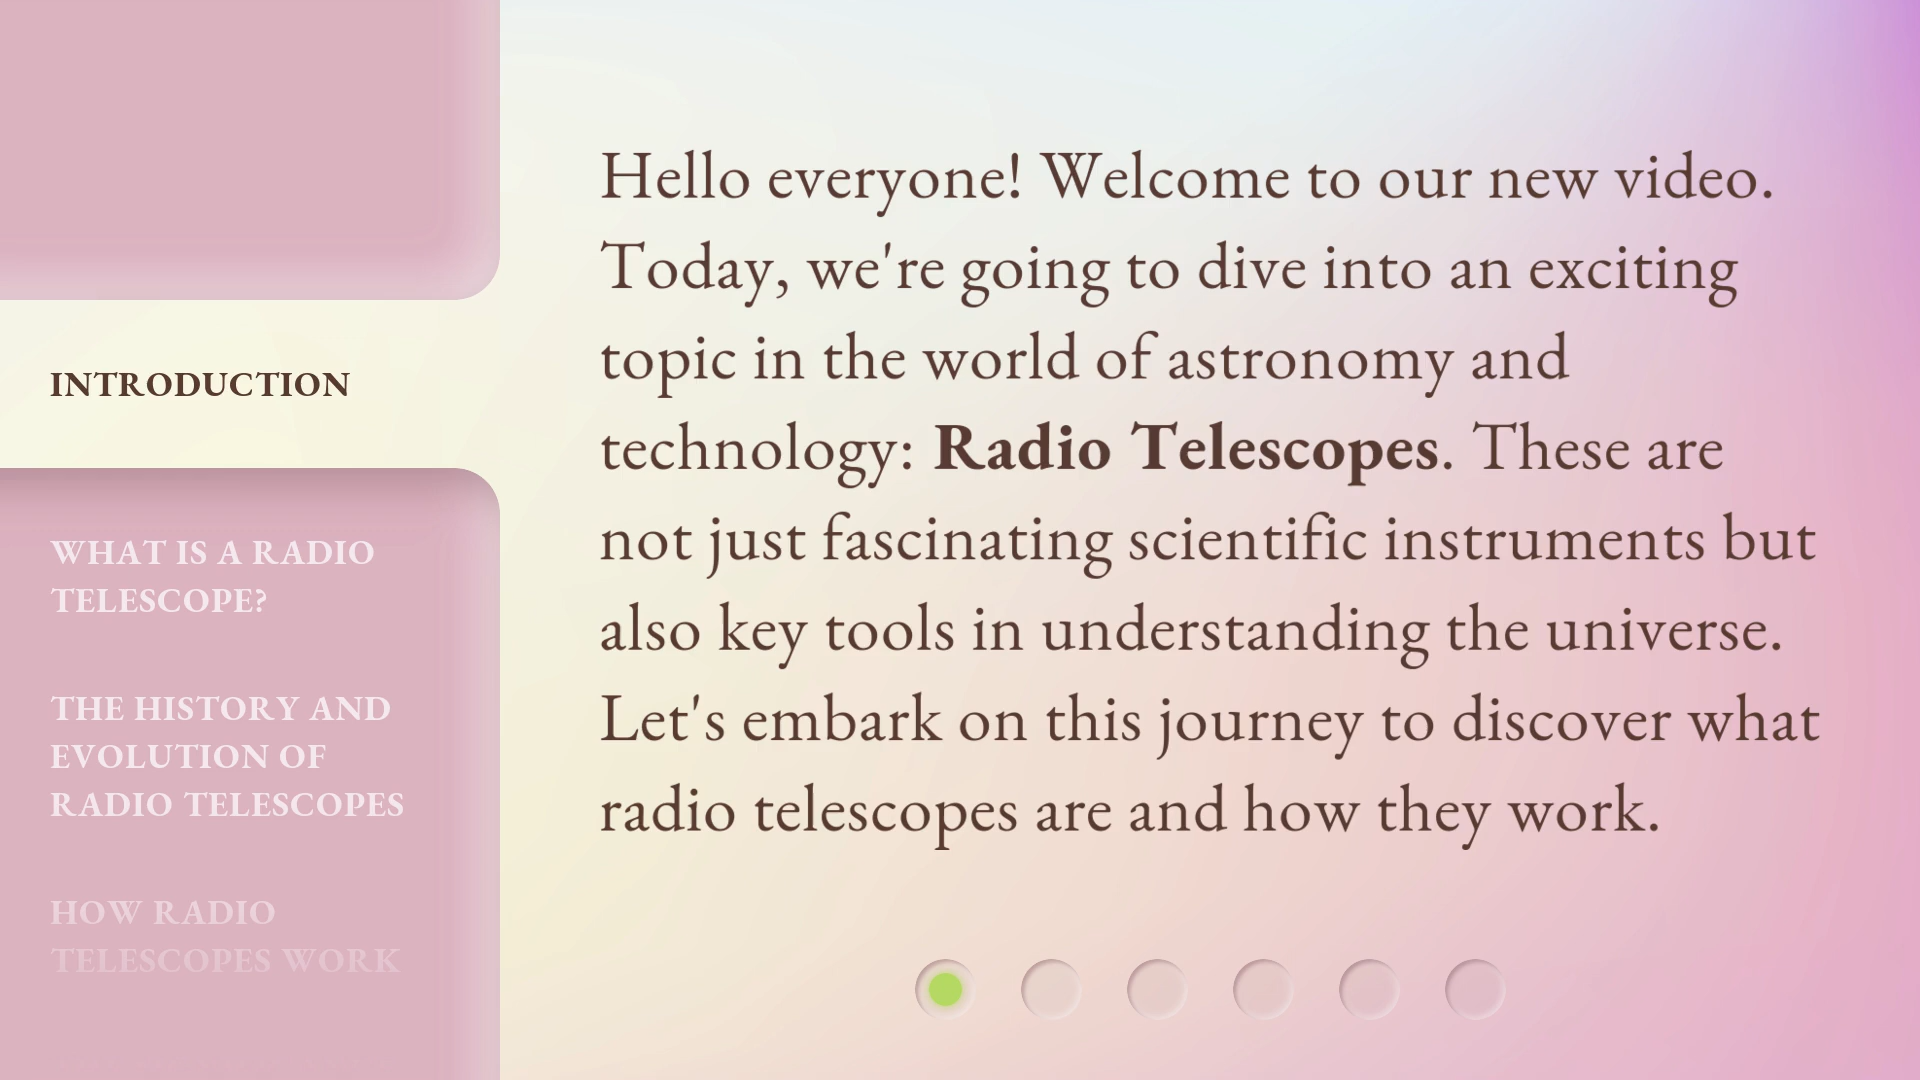 INTRODUCTION
WHAT IS A RADIO
TELESCOPE?
THE HISTORY AND
EVOLUTION OF
RADIO TELESCOPES
HOW RADIO
TELESCOPES WORK
Hello everyone! Welcome to our new video.
Today, we're going to dive into an exciting
topic in the world of astronomy and
technology: Radio Telescopes. These are
not just fascinating scientific instruments but
also key tools in understanding the universe.
Let's embark on this journey to discover what
radio telescopes are and how they work.